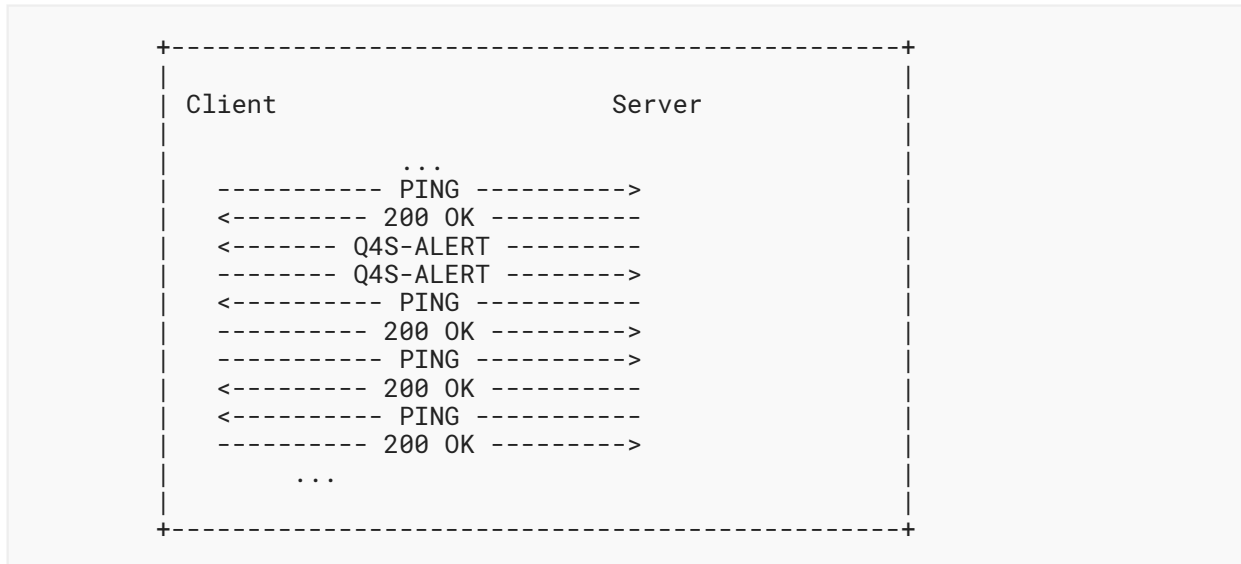 +-----------------------------------------------+
|                                               |
| Client                     Server             |
|                                               |
|               ...                             |
|   ----------- PING ---------->                |
|   <--------- 200 OK ----------                |
|   <------- Q4S-ALERT ---------                |
|   -------- Q4S-ALERT -------->                |
|   <---------- PING -----------                |
|   ---------- 200 OK --------->                |
|   ----------- PING ---------->                |
|   <--------- 200 OK ----------                |
|   <---------- PING -----------                |
|   ---------- 200 OK --------->                |
|        ...                                    |
|                                               |
+-----------------------------------------------+